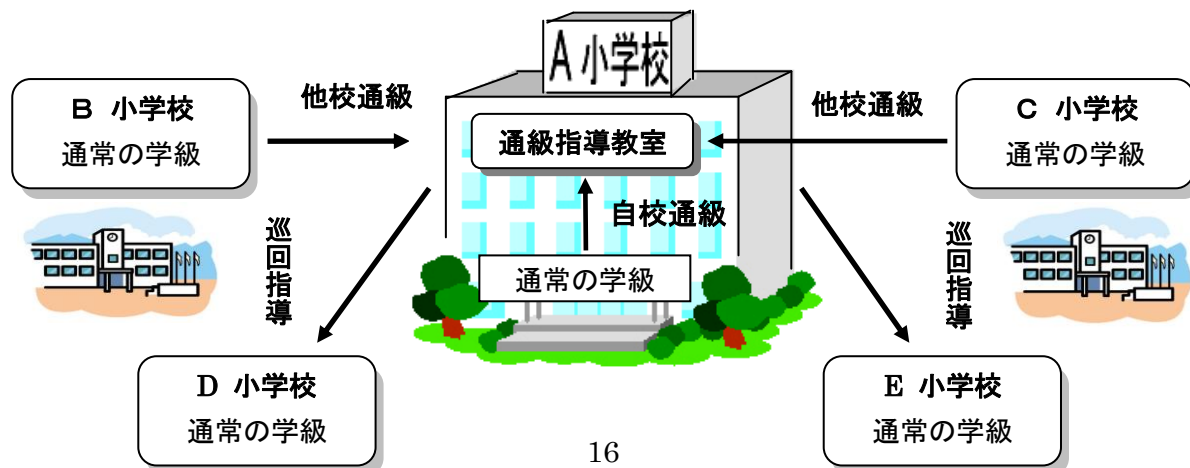 A小学校
B 小学校
通常の学級
他校通級
他校通級
C 小学校
通常の学級
通級指導教室
自校通級
通常の学級
巡回指導
巡回指導
D 小学校
通常の学級
E 小学校
通常の学級
16